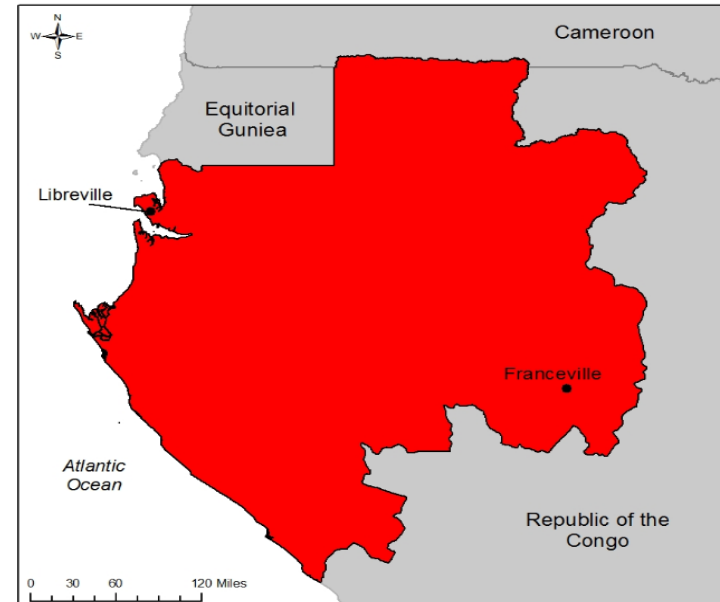 N
W E
S
Cameroon
Equitorial
Guniea
Libreville
Franceville
Atlantic
Ocean
Republic of the
Congo
0 30 60 120 Miles